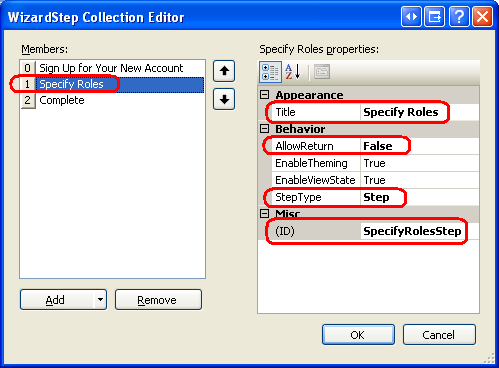 WizardStep Collection Editor
Members:
0 Sign Up for Your New Account
1 Specify Roles
2 Complete
Add
Remove
Specify Roles properties:
Appearance
Title Specify Roles
Behavior
AllowReturn False
EnableTheming True
EnableViewState True
StepType Step
Misc
(ID) SpecifyRolesStep
OK
Cancel